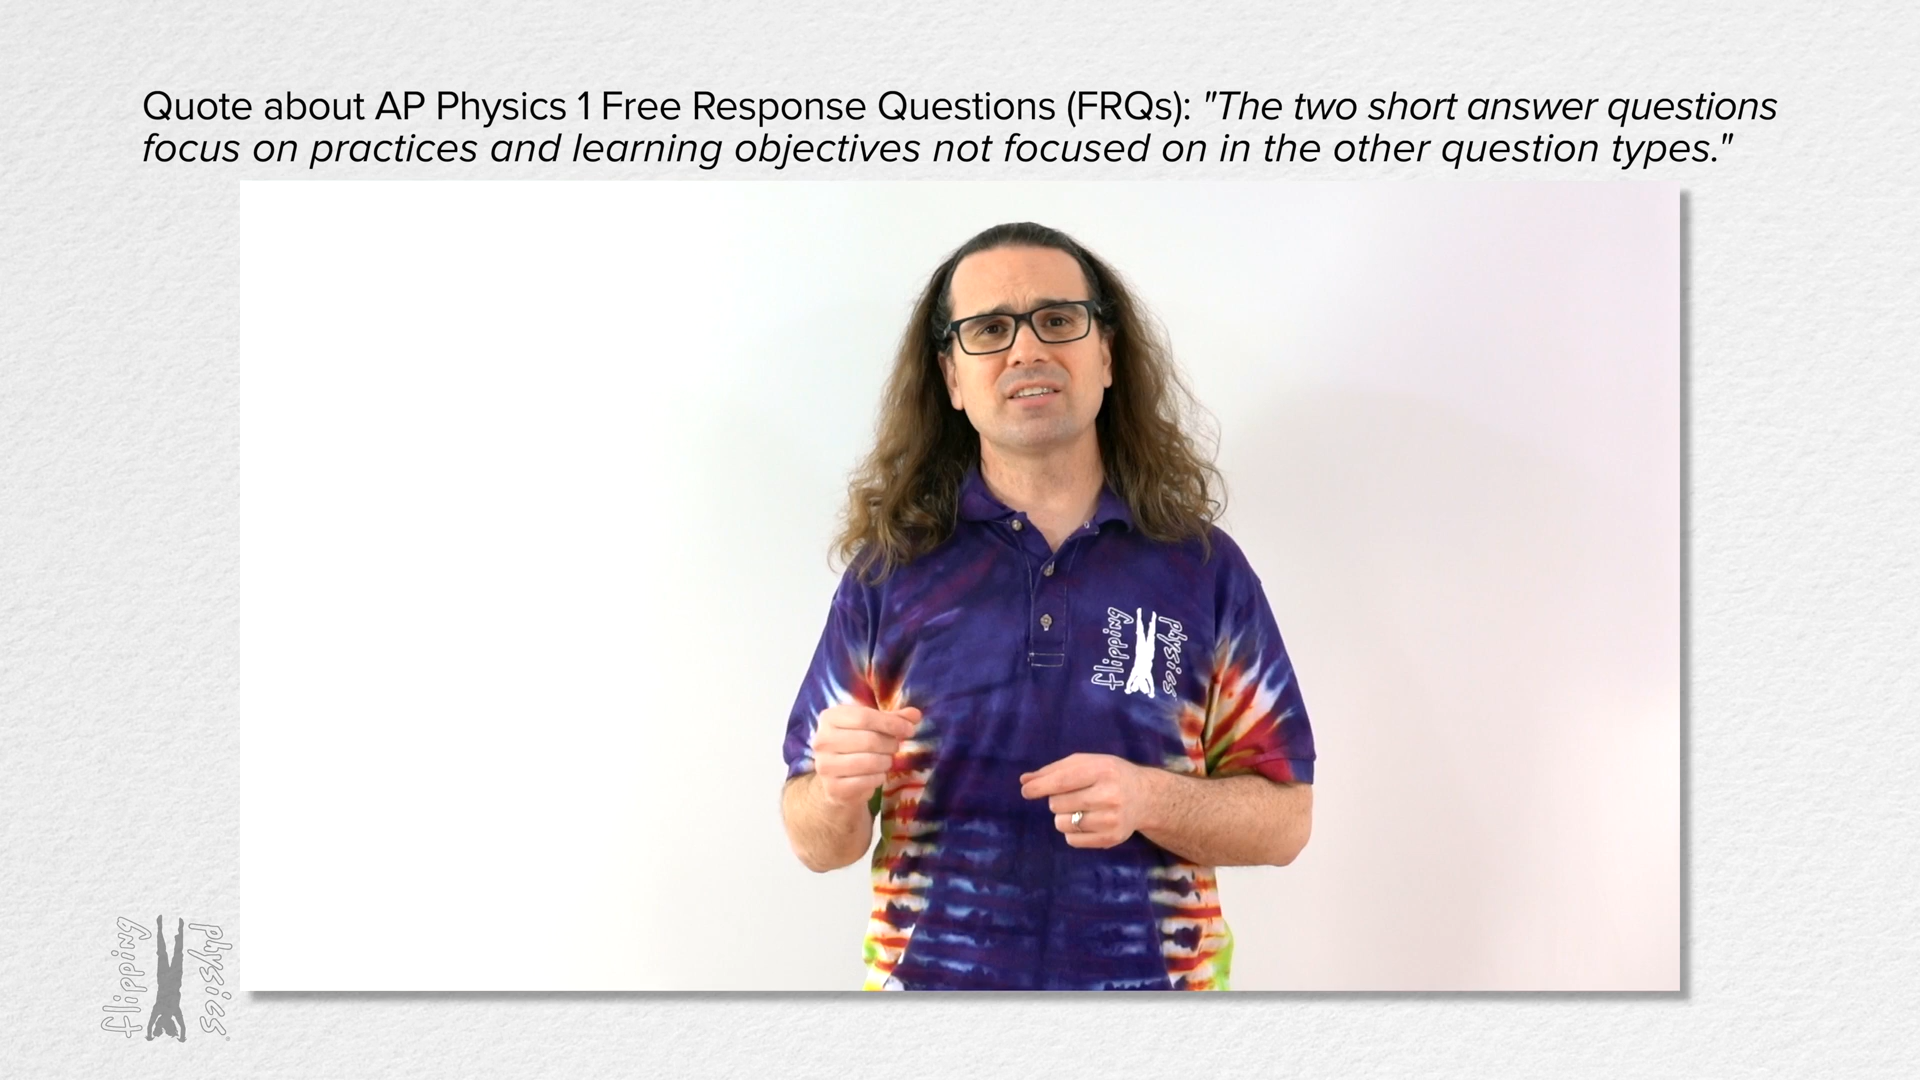 Quote about AP Physics 1 Free Response Questions (FRQs): "The two short answer questions
focus on practices and learning objectives not focused on in the other question types."
flipping
physics
flipping
physics